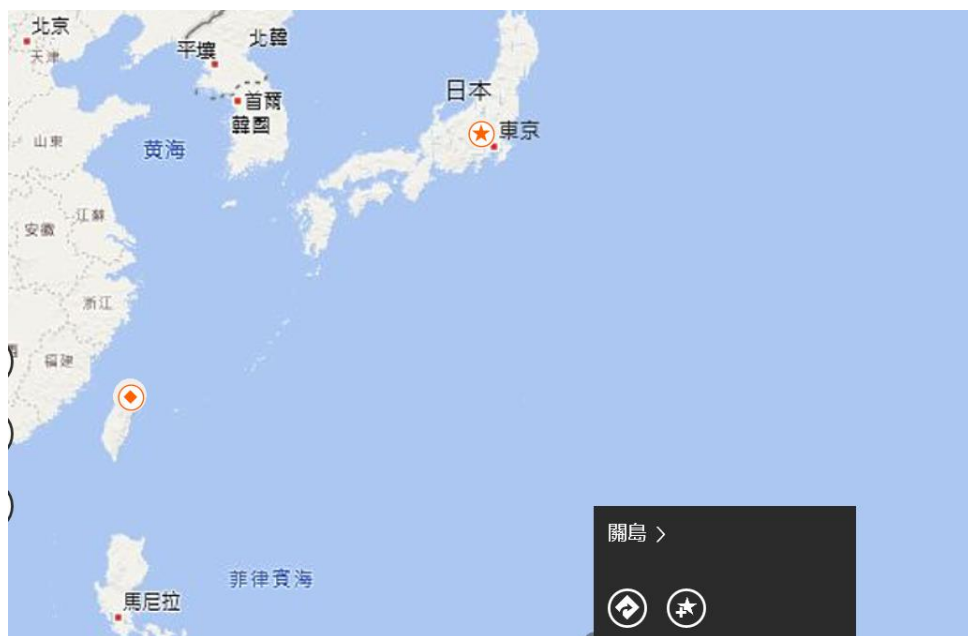 北京
天津
平壤
北韓
首爾
韓國
日本
東京
山東
黄海
江蘇
安徽
浙江
福建
菲律賓海
馬尼拉
關島 >